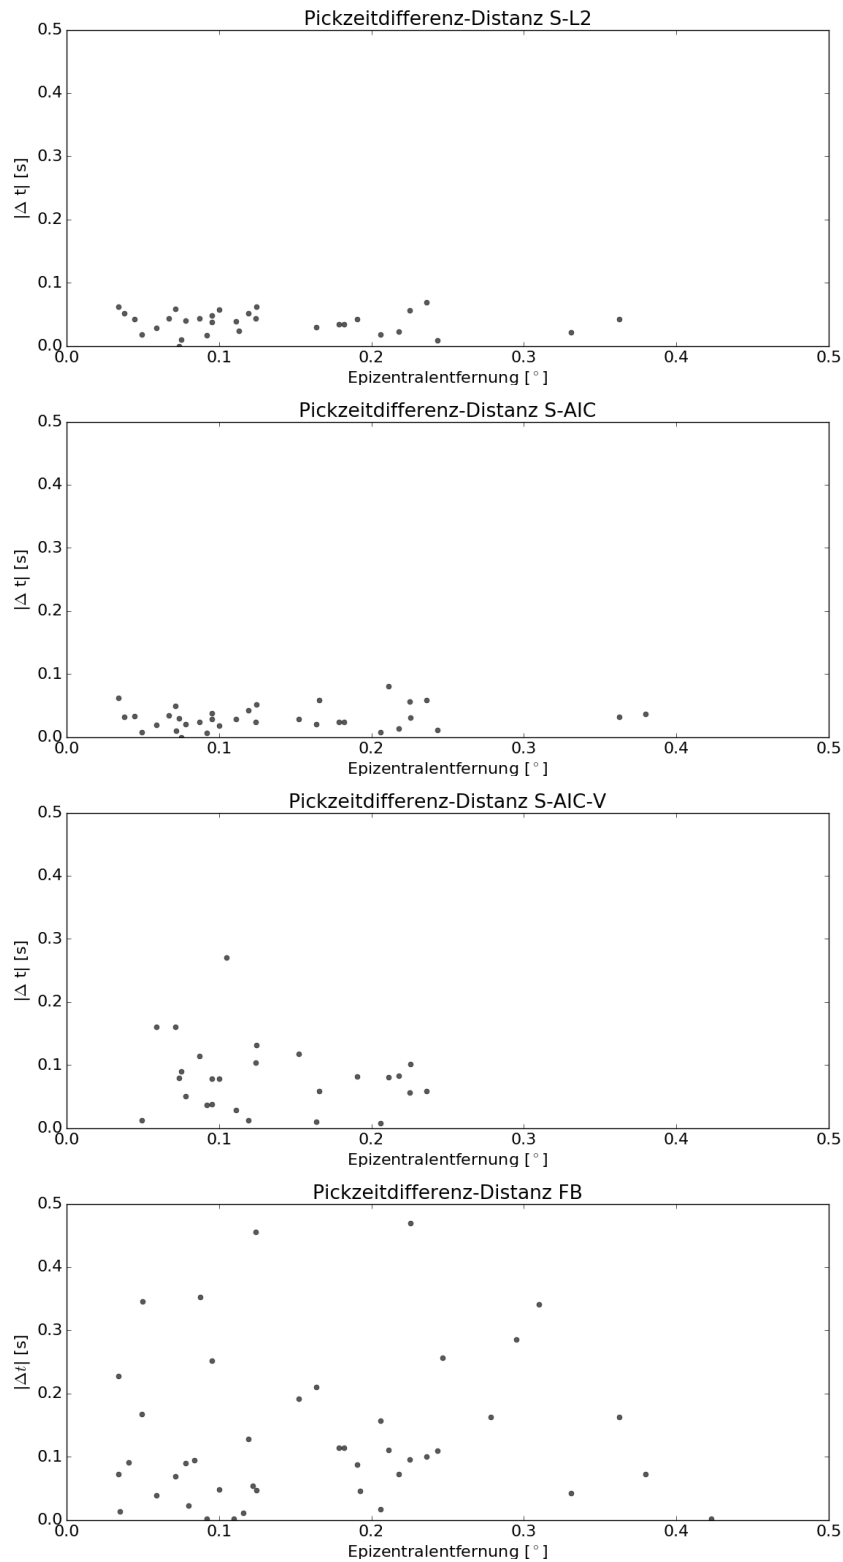 Pickzeitdifferenz-Distanz S-L2
0.5
0.4
0.3
0.2
0.1
0.0
|Δ t| [s]
0.0 0.1 0.2 0.3 0.4 0.5
Epizentralentfernung [°]
Pickzeitdifferenz-Distanz S-AIC
0.5
0.4
0.3
0.2
0.1
0.0
|Δ t| [s]
0.0 0.1 0.2 0.3 0.4 0.5
Epizentralentfernung [°]
Pickzeitdifferenz-Distanz S-AIC-V
0.5
0.4
0.3
0.2
0.1
0.0
|Δ t| [s]
0.0 0.1 0.2 0.3 0.4 0.5
Epizentralentfernung [°]
Pickzeitdifferenz-Distanz FB
0.5
0.4
0.3
0.2
0.1
0.0
|Δt| [s]
0.0 0.1 0.2 0.3 0.4 0.5
Epizentralentfernung [°]